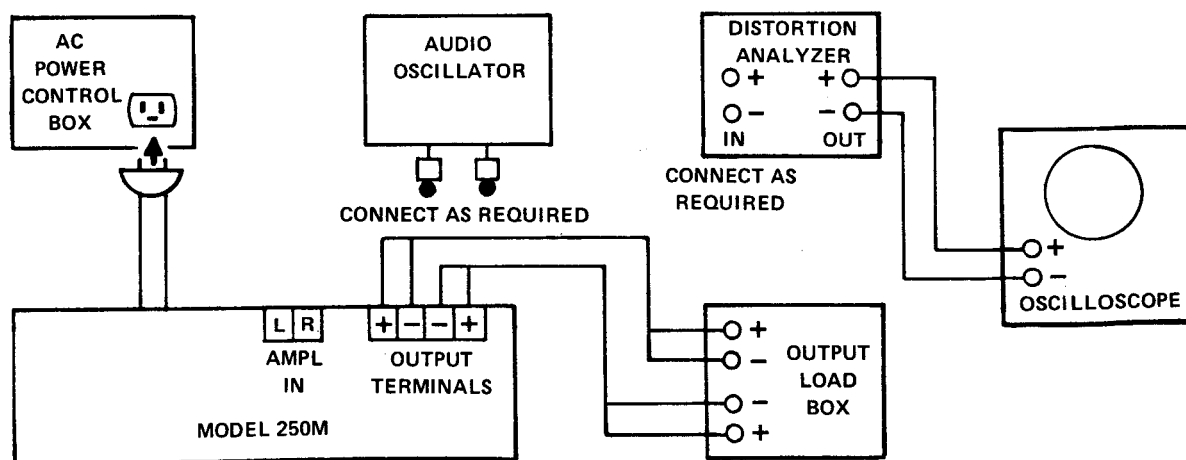 AC
POWER
CONTROL
BOX
AUDIO
OSCILLATOR
CONNECT AS REQUIRED
DISTORTION
ANALYZER
+ +
− −
IN OUT
CONNECT AS
REQUIRED
+
−
OSCILLOSCOPE
L R
AMPL
IN
+ − − +
OUTPUT
TERMINALS
MODEL 250M
+
−
−
+
OUTPUT
LOAD
BOX